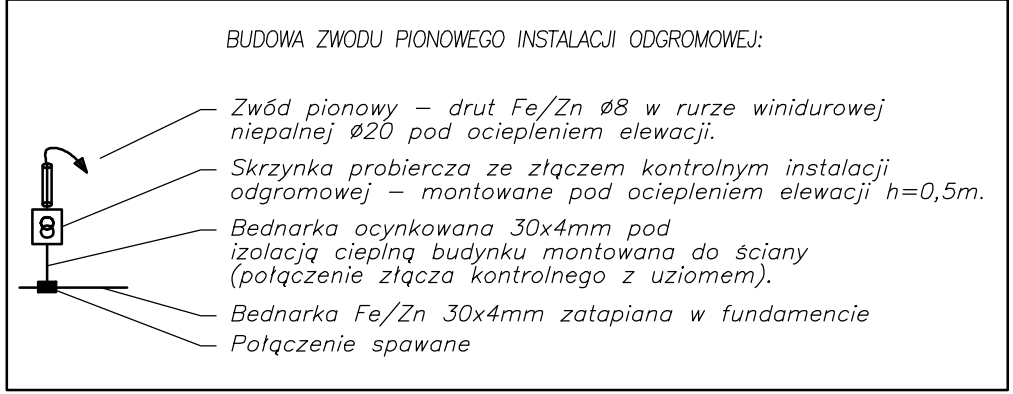 BUDOWA ZWODU PIONOWEGO INSTALACJI ODGROMOWEJ:
Zwód pionowy – drut Fe/Zn ø8 w rurze winidurowej
niepalnej ø20 pod ociepleniem elewacji.
Skrzynka probiercza ze złączem kontrolnym instalacji
odgromowej – montowane pod ociepleniem elewacji h=0,5m.
Bednarka ocynkowana 30x4mm pod
izolacją cieplną budynku montowana do ściany
(połączenie złącza kontrolnego z uziomem).
Bednarka Fe/Zn 30x4mm zatapiana w fundamencie
Połączenie spawane